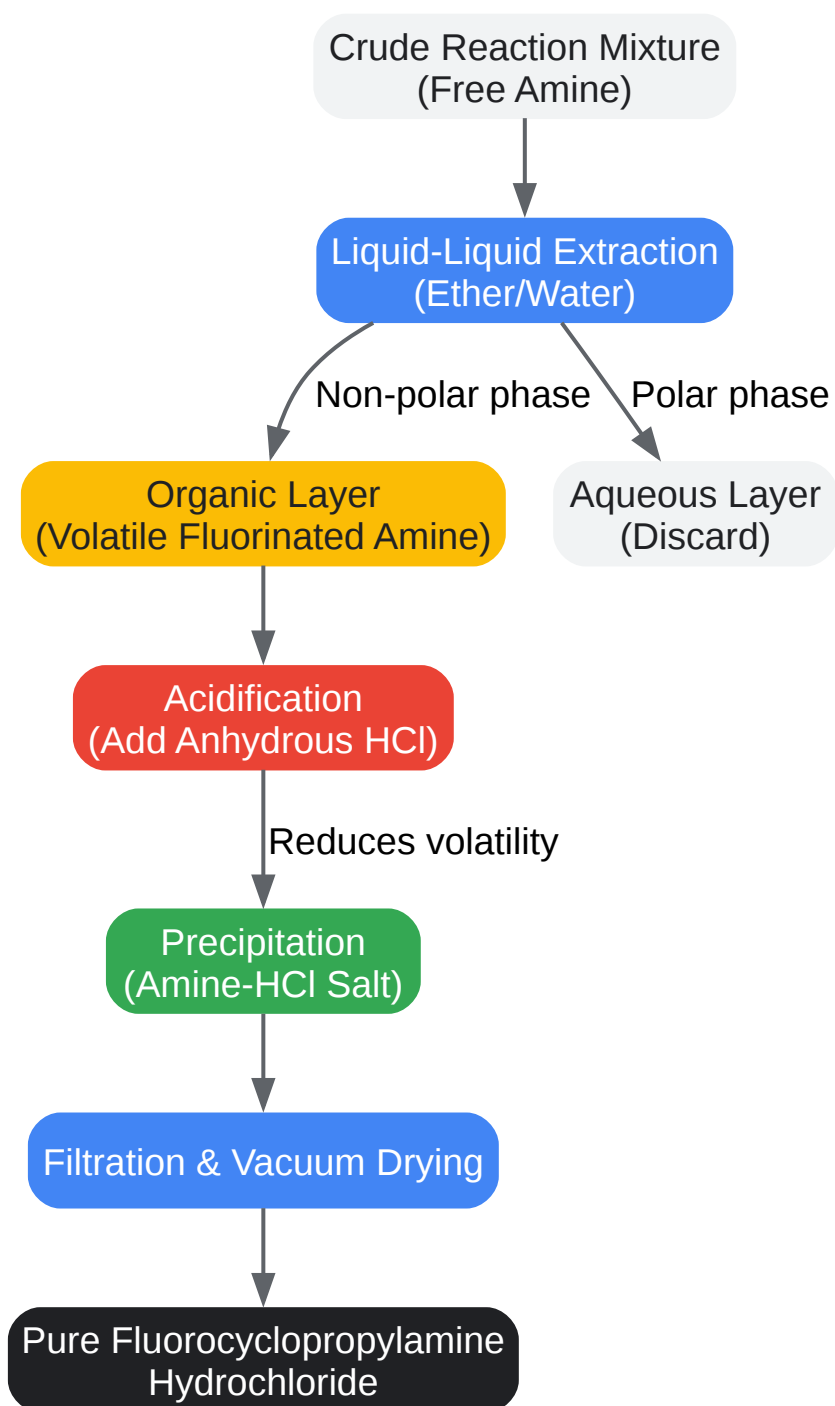 Crude Reaction Mixture
(Free Amine)
Liquid-Liquid Extraction
(Ether/Water)
Non-polar phase
Polar phase
Organic Layer
(Volatile Fluorinated Amine)
Aqueous Layer
(Discard)
Acidification
(Add Anhydrous HCl)
Reduces volatility
Precipitation
(Amine-HCl Salt)
Filtration & Vacuum Drying
Pure Fluorocyclopropylamine
Hydrochloride